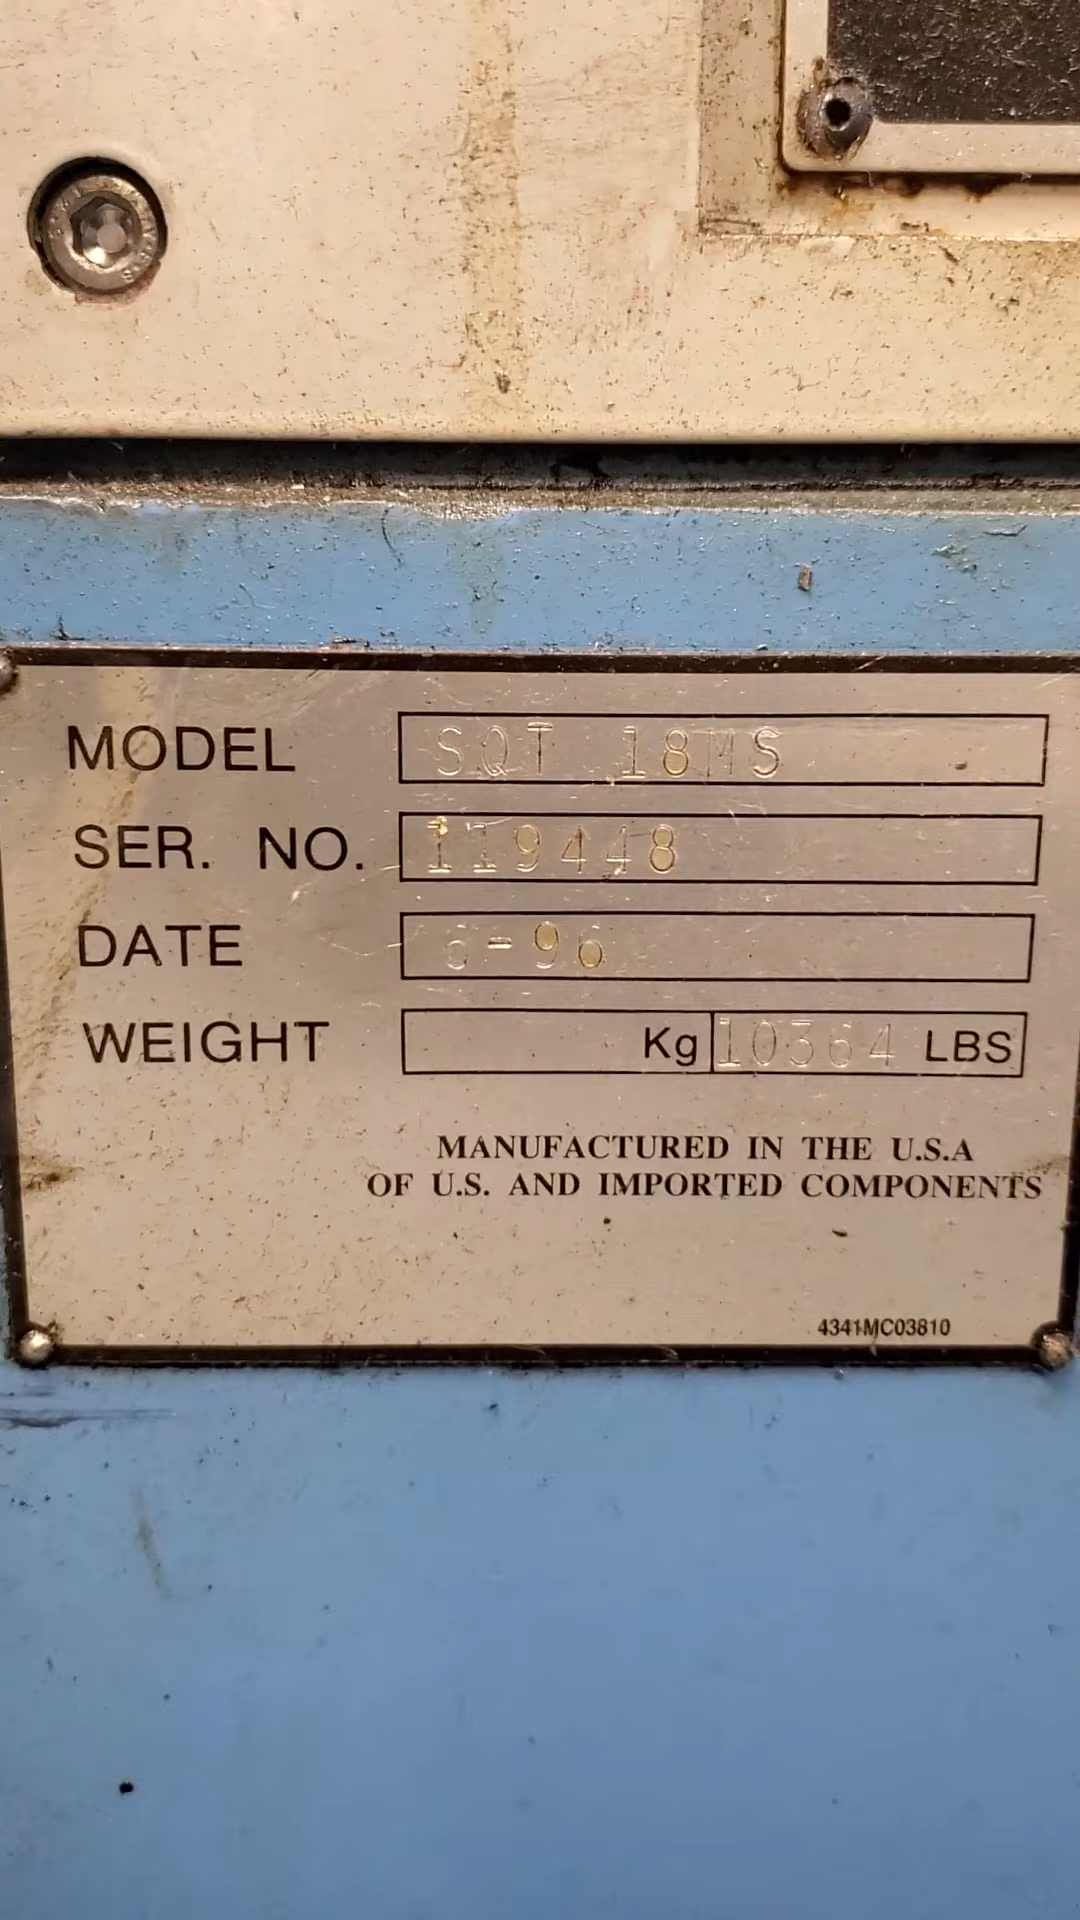 MODEL SQT 18MS
SER. NO. 119448
DATE 6-96
WEIGHT Kg 10364 LBS
MANUFACTURED IN THE U.S.A
OF U.S. AND IMPORTED COMPONENTS
4341MC03810